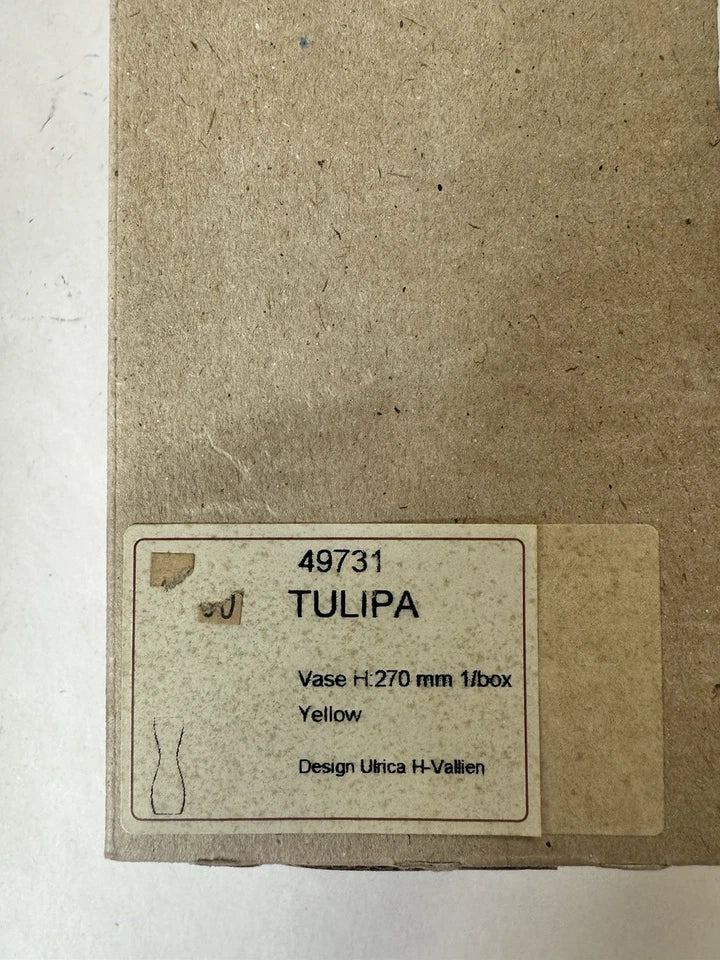 49731
TULIPA
Vase H:270 mm 1/box
Yellow
Design Ulrica H-Vallien